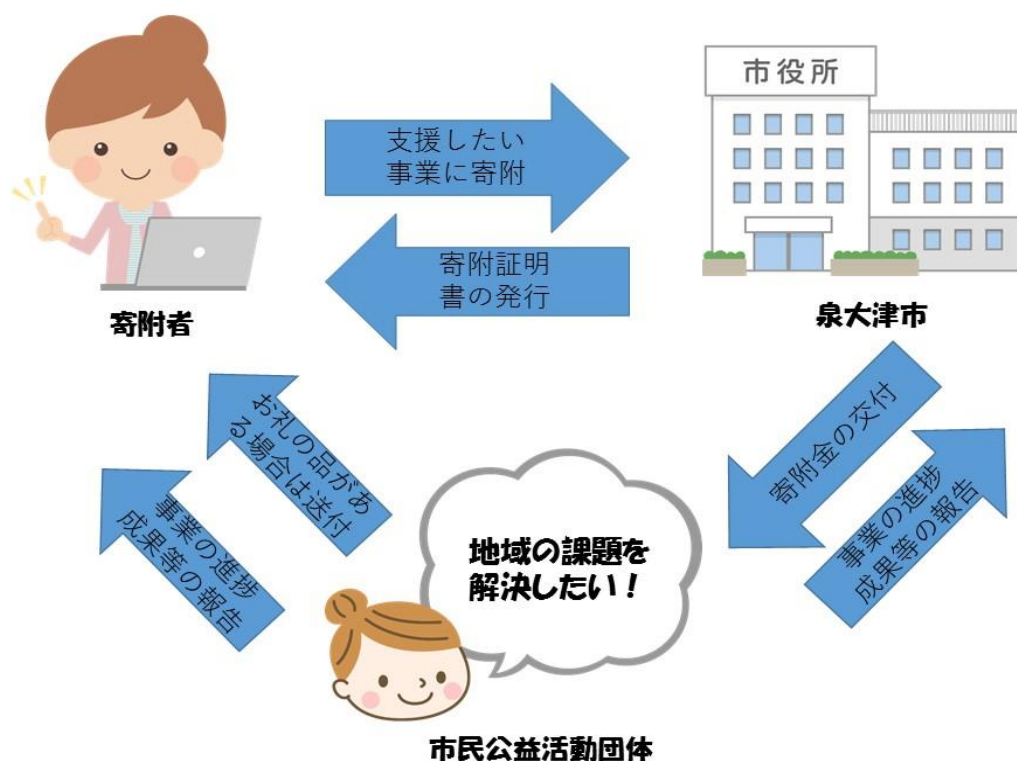 市役所
支援したい
事業に寄附
寄附証明
書の発行
寄附者
泉大津市
お礼の品があ
る場合は送付
事業の進捗
成果等の報告
寄附金の交付
事業の進捗
成果等の報告
地域の課題を
解決したい！
市民公益活動団体